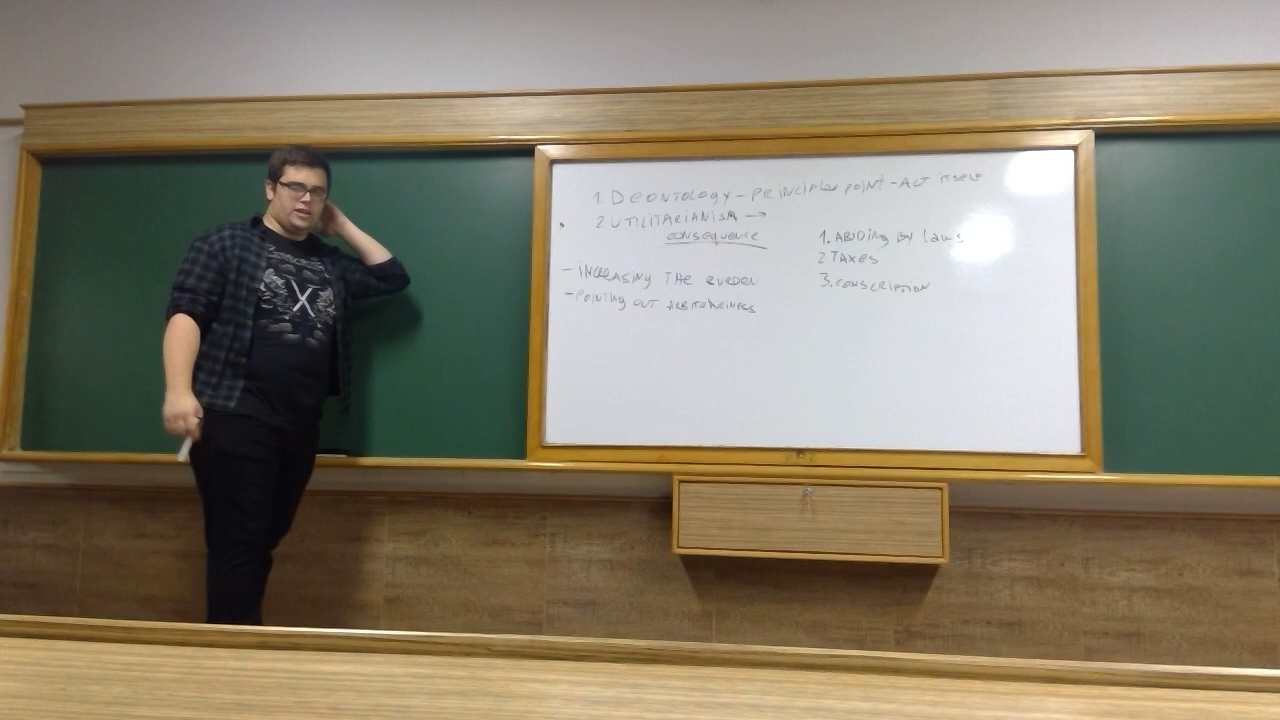 1. DEONTOLOGY - PRINCIPLES POINT - ACT ITSELF
2. UTILITARIANISM →
CONSEQUENCE
- INCREASING THE BURDEN
- POINTING OUT ARBITRARINESS
1. ABIDING BY LAWS
2 TAXES
3. CONSCRIPTION
X